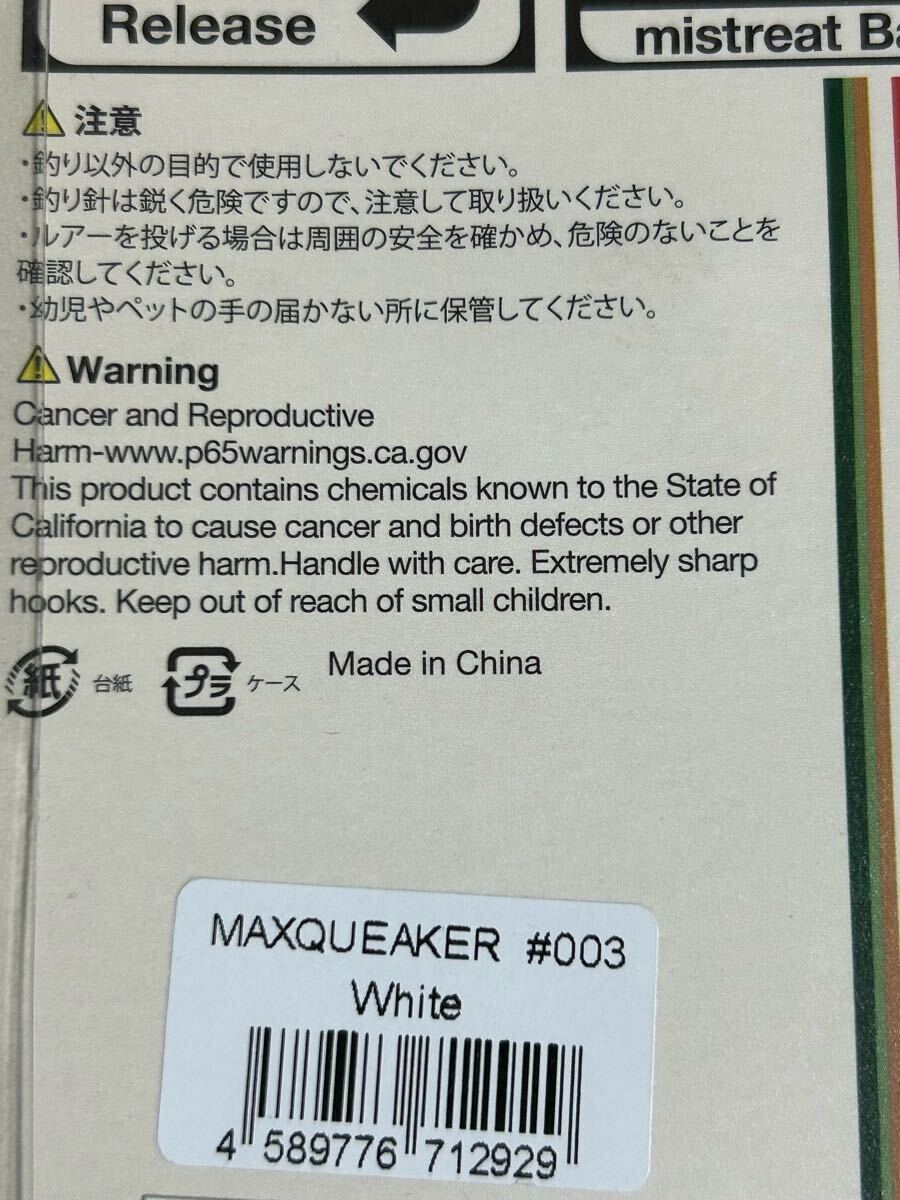 Release
mistreat Ba
注意
・釣り以外の目的で使用しないでください。
・釣り針は鋭く危険ですので、注意して取り扱いください。
・ルアーを投げる場合は周囲の安全を確かめ、危険のないことを
確認してください。
・幼児やペットの手の届かない所に保管してください。
Warning
Cancer and Reproductive
Harm-www.p65warnings.ca.gov
This product contains chemicals known to the State of
California to cause cancer and birth defects or other
reproductive harm.Handle with care. Extremely sharp
hooks. Keep out of reach of small children.
紙 台紙 プラ ケース Made in China
MAXQUEAKER #003
White
4 589776 712929